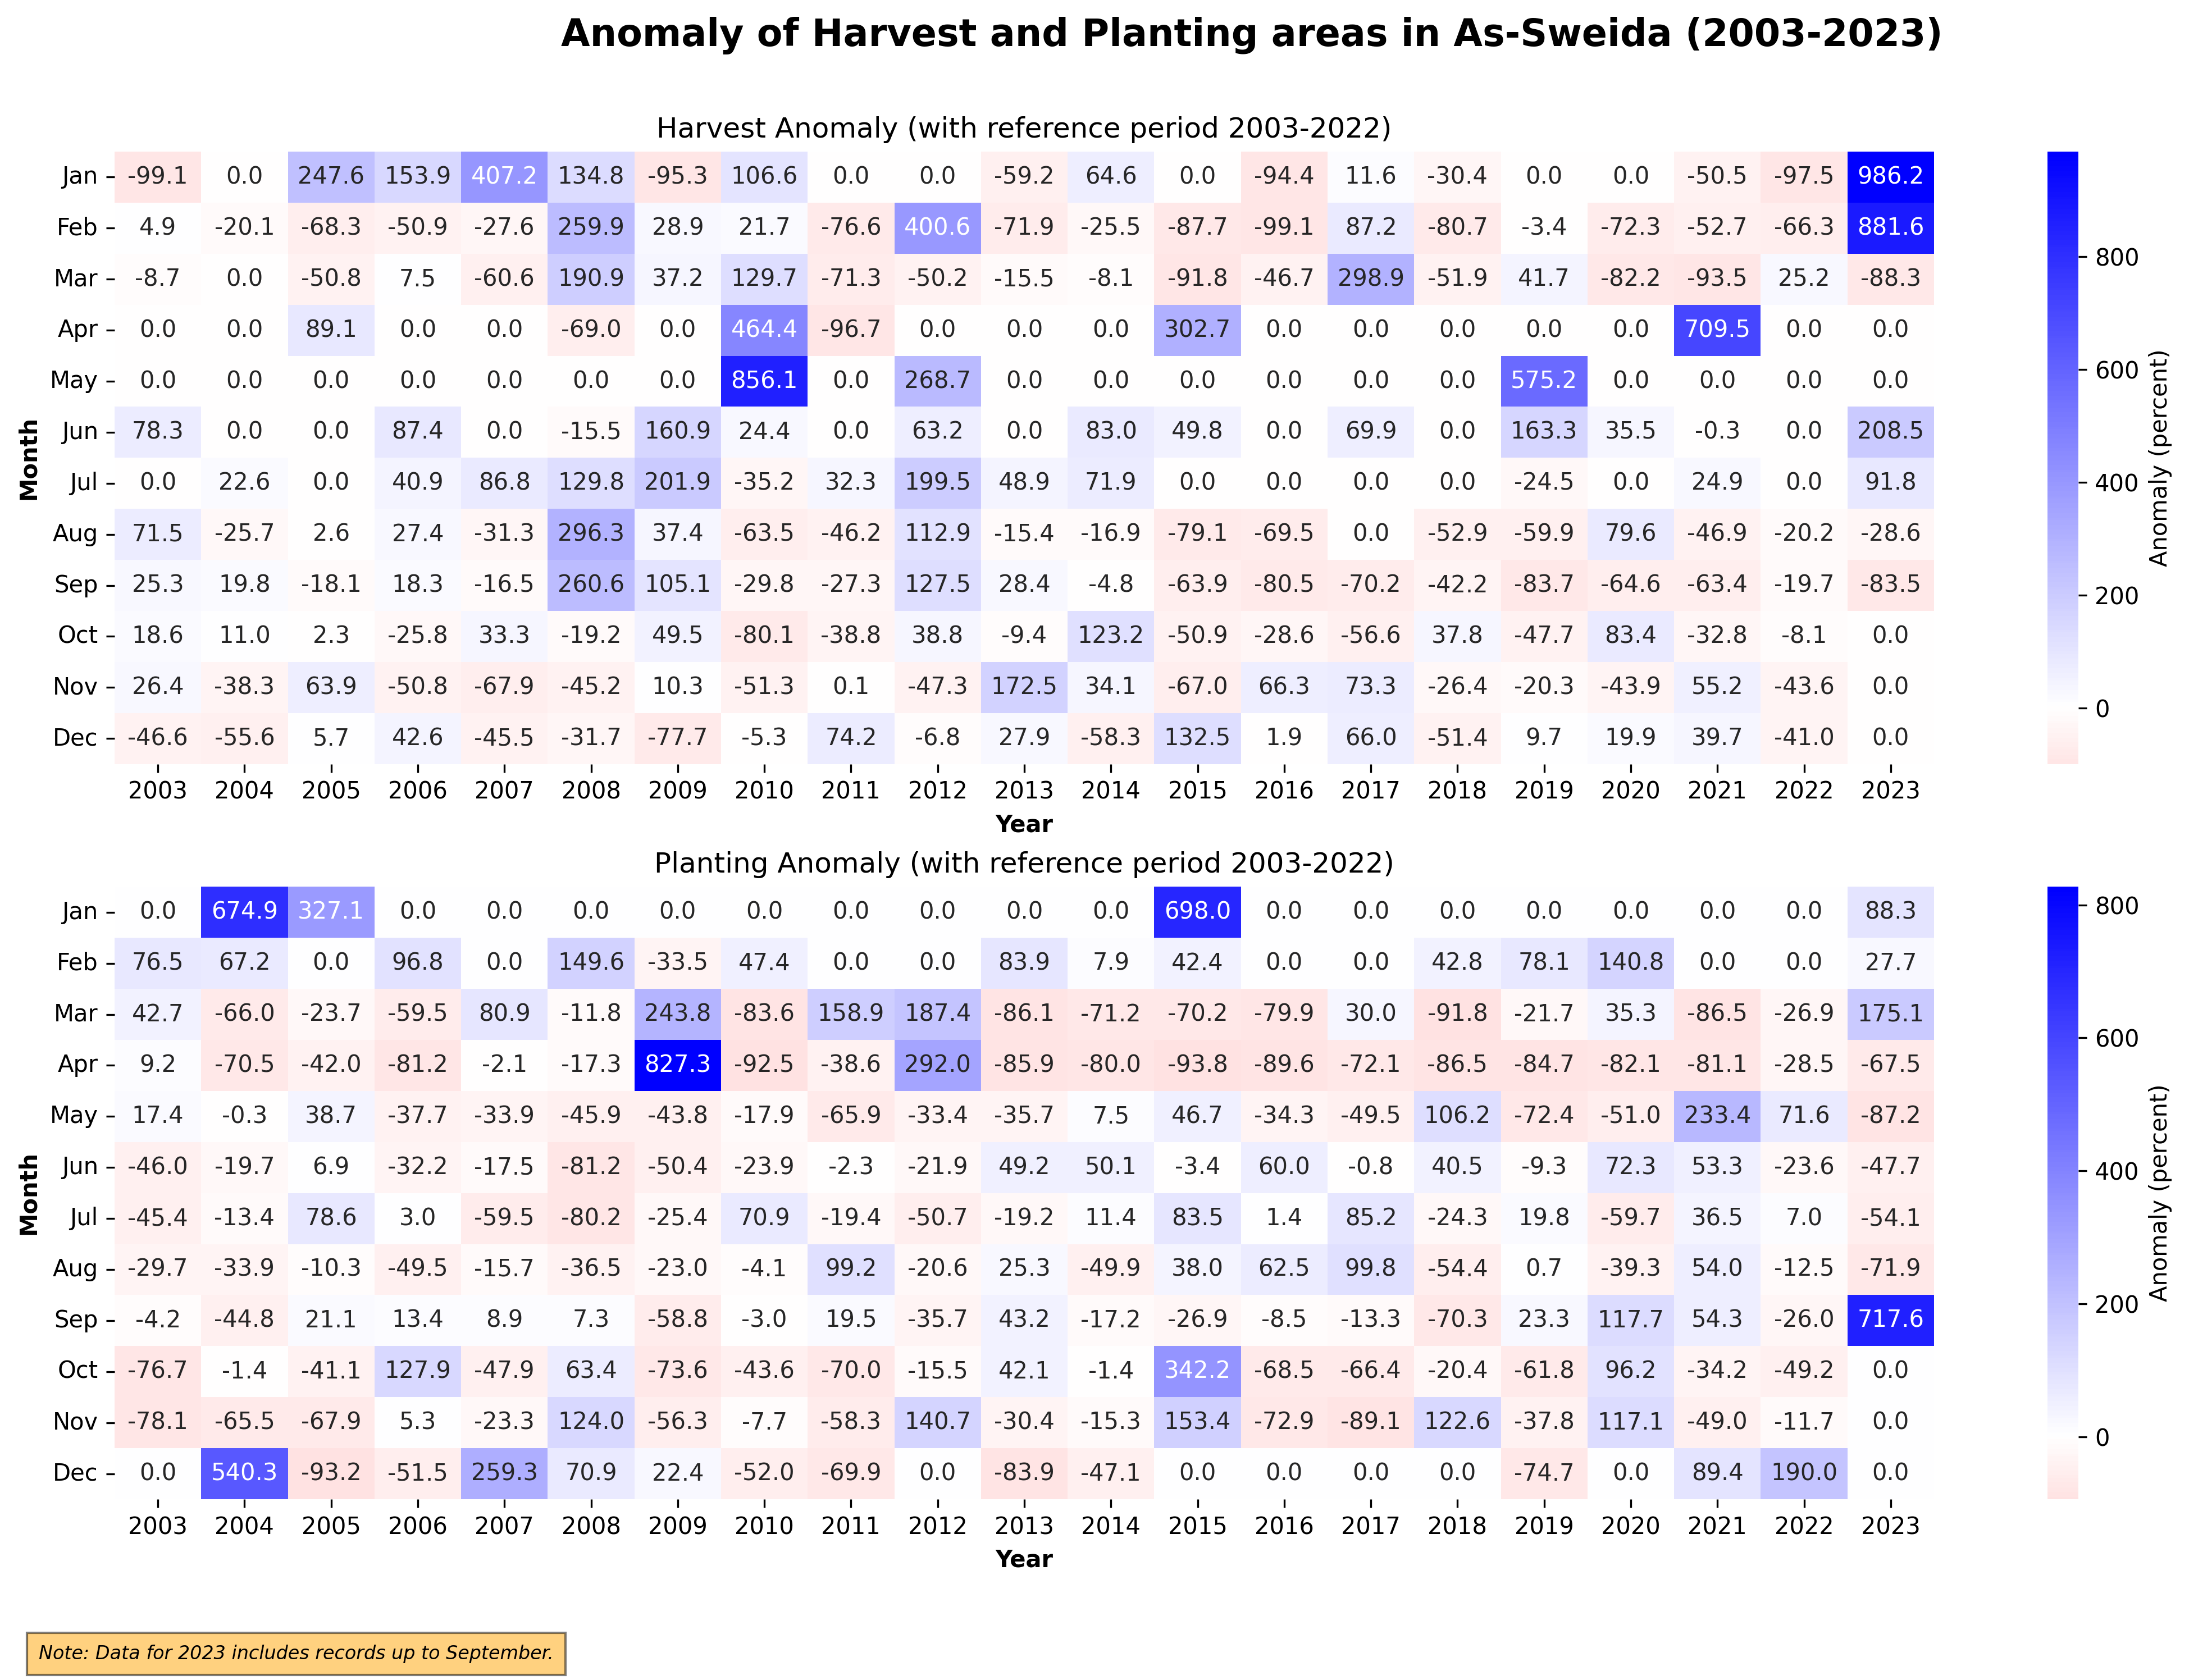 Anomaly of Harvest and Planting areas in As-Sweida (2003-2023)
Harvest Anomaly (with reference period 2003-2022)
Month
Jan -99.1 0.0 247.6 153.9 407.2 134.8 -95.3 106.6 0.0 0.0 -59.2 64.6 0.0 -94.4 11.6 -30.4 0.0 0.0 -50.5 -97.5 986.2
Feb 4.9 -20.1 -68.3 -50.9 -27.6 259.9 28.9 21.7 -76.6 400.6 -71.9 -25.5 -87.7 -99.1 87.2 -80.7 -3.4 -72.3 -52.7 -66.3 881.6
Mar -8.7 0.0 -50.8 7.5 -60.6 190.9 37.2 129.7 -71.3 -50.2 -15.5 -8.1 -91.8 -46.7 298.9 -51.9 41.7 -82.2 -93.5 25.2 -88.3
Apr 0.0 0.0 89.1 0.0 0.0 -69.0 0.0 464.4 -96.7 0.0 0.0 0.0 302.7 0.0 0.0 0.0 0.0 0.0 709.5 0.0 0.0
May 0.0 0.0 0.0 0.0 0.0 0.0 0.0 856.1 0.0 268.7 0.0 0.0 0.0 0.0 0.0 0.0 575.2 0.0 0.0 0.0 0.0
Jun 78.3 0.0 0.0 87.4 0.0 -15.5 160.9 24.4 0.0 63.2 0.0 83.0 49.8 0.0 69.9 0.0 163.3 35.5 -0.3 0.0 208.5
Jul 0.0 22.6 0.0 40.9 86.8 129.8 201.9 -35.2 32.3 199.5 48.9 71.9 0.0 0.0 0.0 0.0 -24.5 0.0 24.9 0.0 91.8
Aug 71.5 -25.7 2.6 27.4 -31.3 296.3 37.4 -63.5 -46.2 112.9 -15.4 -16.9 -79.1 -69.5 0.0 -52.9 -59.9 79.6 -46.9 -20.2 -28.6
Sep 25.3 19.8 -18.1 18.3 -16.5 260.6 105.1 -29.8 -27.3 127.5 28.4 -4.8 -63.9 -80.5 -70.2 -42.2 -83.7 -64.6 -63.4 -19.7 -83.5
Oct 18.6 11.0 2.3 -25.8 33.3 -19.2 49.5 -80.1 -38.8 38.8 -9.4 123.2 -50.9 -28.6 -56.6 37.8 -47.7 83.4 -32.8 -8.1 0.0
Nov 26.4 -38.3 63.9 -50.8 -67.9 -45.2 10.3 -51.3 0.1 -47.3 172.5 34.1 -67.0 66.3 73.3 -26.4 -20.3 -43.9 55.2 -43.6 0.0
Dec -46.6 -55.6 5.7 42.6 -45.5 -31.7 -77.7 -5.3 74.2 -6.8 27.9 -58.3 132.5 1.9 66.0 -51.4 9.7 19.9 39.7 -41.0 0.0
2003 2004 2005 2006 2007 2008 2009 2010 2011 2012 2013 2014 2015 2016 2017 2018 2019 2020 2021 2022 2023
Year
800
600
400
200
0
Anomaly (percent)
Planting Anomaly (with reference period 2003-2022)
Month
Jan 0.0 674.9 327.1 0.0 0.0 0.0 0.0 0.0 0.0 0.0 0.0 0.0 698.0 0.0 0.0 0.0 0.0 0.0 0.0 0.0 88.3
Feb 76.5 67.2 0.0 96.8 0.0 149.6 -33.5 47.4 0.0 0.0 83.9 7.9 42.4 0.0 0.0 42.8 78.1 140.8 0.0 0.0 27.7
Mar 42.7 -66.0 -23.7 -59.5 80.9 -11.8 243.8 -83.6 158.9 187.4 -86.1 -71.2 -70.2 -79.9 30.0 -91.8 -21.7 35.3 -86.5 -26.9 175.1
Apr 9.2 -70.5 -42.0 -81.2 -2.1 -17.3 827.3 -92.5 -38.6 292.0 -85.9 -80.0 -93.8 -89.6 -72.1 -86.5 -84.7 -82.1 -81.1 -28.5 -67.5
May 17.4 -0.3 38.7 -37.7 -33.9 -45.9 -43.8 -17.9 -65.9 -33.4 -35.7 7.5 46.7 -34.3 -49.5 106.2 -72.4 -51.0 233.4 71.6 -87.2
Jun -46.0 -19.7 6.9 -32.2 -17.5 -81.2 -50.4 -23.9 -2.3 -21.9 49.2 50.1 -3.4 60.0 -0.8 40.5 -9.3 72.3 53.3 -23.6 -47.7
Jul -45.4 -13.4 78.6 3.0 -59.5 -80.2 -25.4 70.9 -19.4 -50.7 -19.2 11.4 83.5 1.4 85.2 -24.3 19.8 -59.7 36.5 7.0 -54.1
Aug -29.7 -33.9 -10.3 -49.5 -15.7 -36.5 -23.0 -4.1 99.2 -20.6 25.3 -49.9 38.0 62.5 99.8 -54.4 0.7 -39.3 54.0 -12.5 -71.9
Sep -4.2 -44.8 21.1 13.4 8.9 7.3 -58.8 -3.0 19.5 -35.7 43.2 -17.2 -26.9 -8.5 -13.3 -70.3 23.3 117.7 54.3 -26.0 717.6
Oct -76.7 -1.4 -41.1 127.9 -47.9 63.4 -73.6 -43.6 -70.0 -15.5 42.1 -1.4 342.2 -68.5 -66.4 -20.4 -61.8 96.2 -34.2 -49.2 0.0
Nov -78.1 -65.5 -67.9 5.3 -23.3 124.0 -56.3 -7.7 -58.3 140.7 -30.4 -15.3 153.4 -72.9 -89.1 122.6 -37.8 117.1 -49.0 -11.7 0.0
Dec 0.0 540.3 -93.2 -51.5 259.3 70.9 22.4 -52.0 -69.9 0.0 -83.9 -47.1 0.0 0.0 0.0 0.0 -74.7 0.0 89.4 190.0 0.0
2003 2004 2005 2006 2007 2008 2009 2010 2011 2012 2013 2014 2015 2016 2017 2018 2019 2020 2021 2022 2023
Year
800
600
400
200
0
Anomaly (percent)
Note: Data for 2023 includes records up to September.